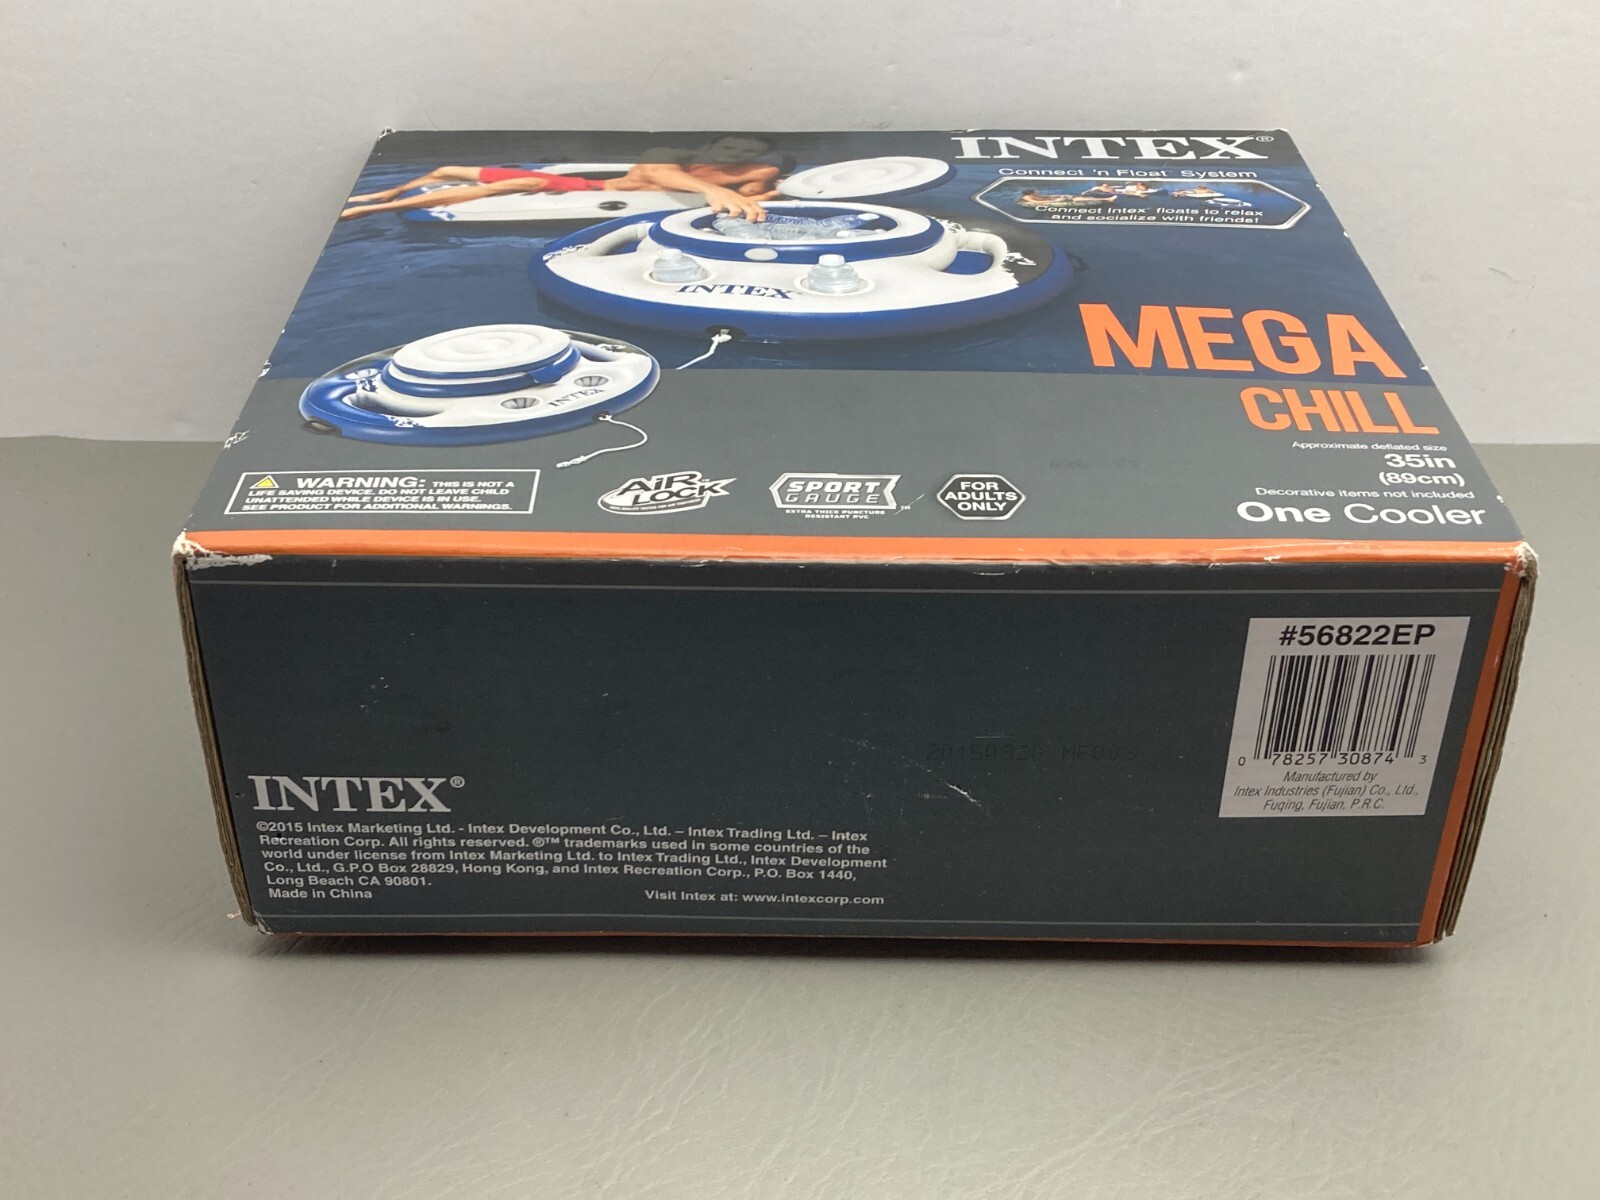 INTEX®
Connect 'n Float™ System
Connect Intex® floats to relax
and socialize with friends!
INTEX
MEGA
CHILL
INTEX
Approximate deflated size
35in
(89cm)
Decorative items not included
One Cooler
WARNING: THIS IS NOT A
LIFE SAVING DEVICE. DO NOT LEAVE CHILD
UNATTENDED WHILE DEVICE IS IN USE.
SEE PRODUCT FOR ADDITIONAL WARNINGS.
AIR
LOCK
SPORT
GAUGE™
EXTRA THICK PUNCTURE
RESISTANT PVC
FOR
ADULTS
ONLY
#56822EP
0 78257 30874 3
Manufactured by
Intex Industries (Fujian) Co., Ltd.,
Fuqing, Fujian, P.R.C.
INTEX®
©2015 Intex Marketing Ltd. - Intex Development Co., Ltd. – Intex Trading Ltd. – Intex
Recreation Corp. All rights reserved. ®™ trademarks used in some countries of the
world under license from Intex Marketing Ltd. to Intex Trading Ltd., Intex Development
Co., Ltd., G.P.O Box 28829, Hong Kong, and Intex Recreation Corp., P.O. Box 1440,
Long Beach CA 90801.
Made in China
Visit Intex at: www.intexcorp.com